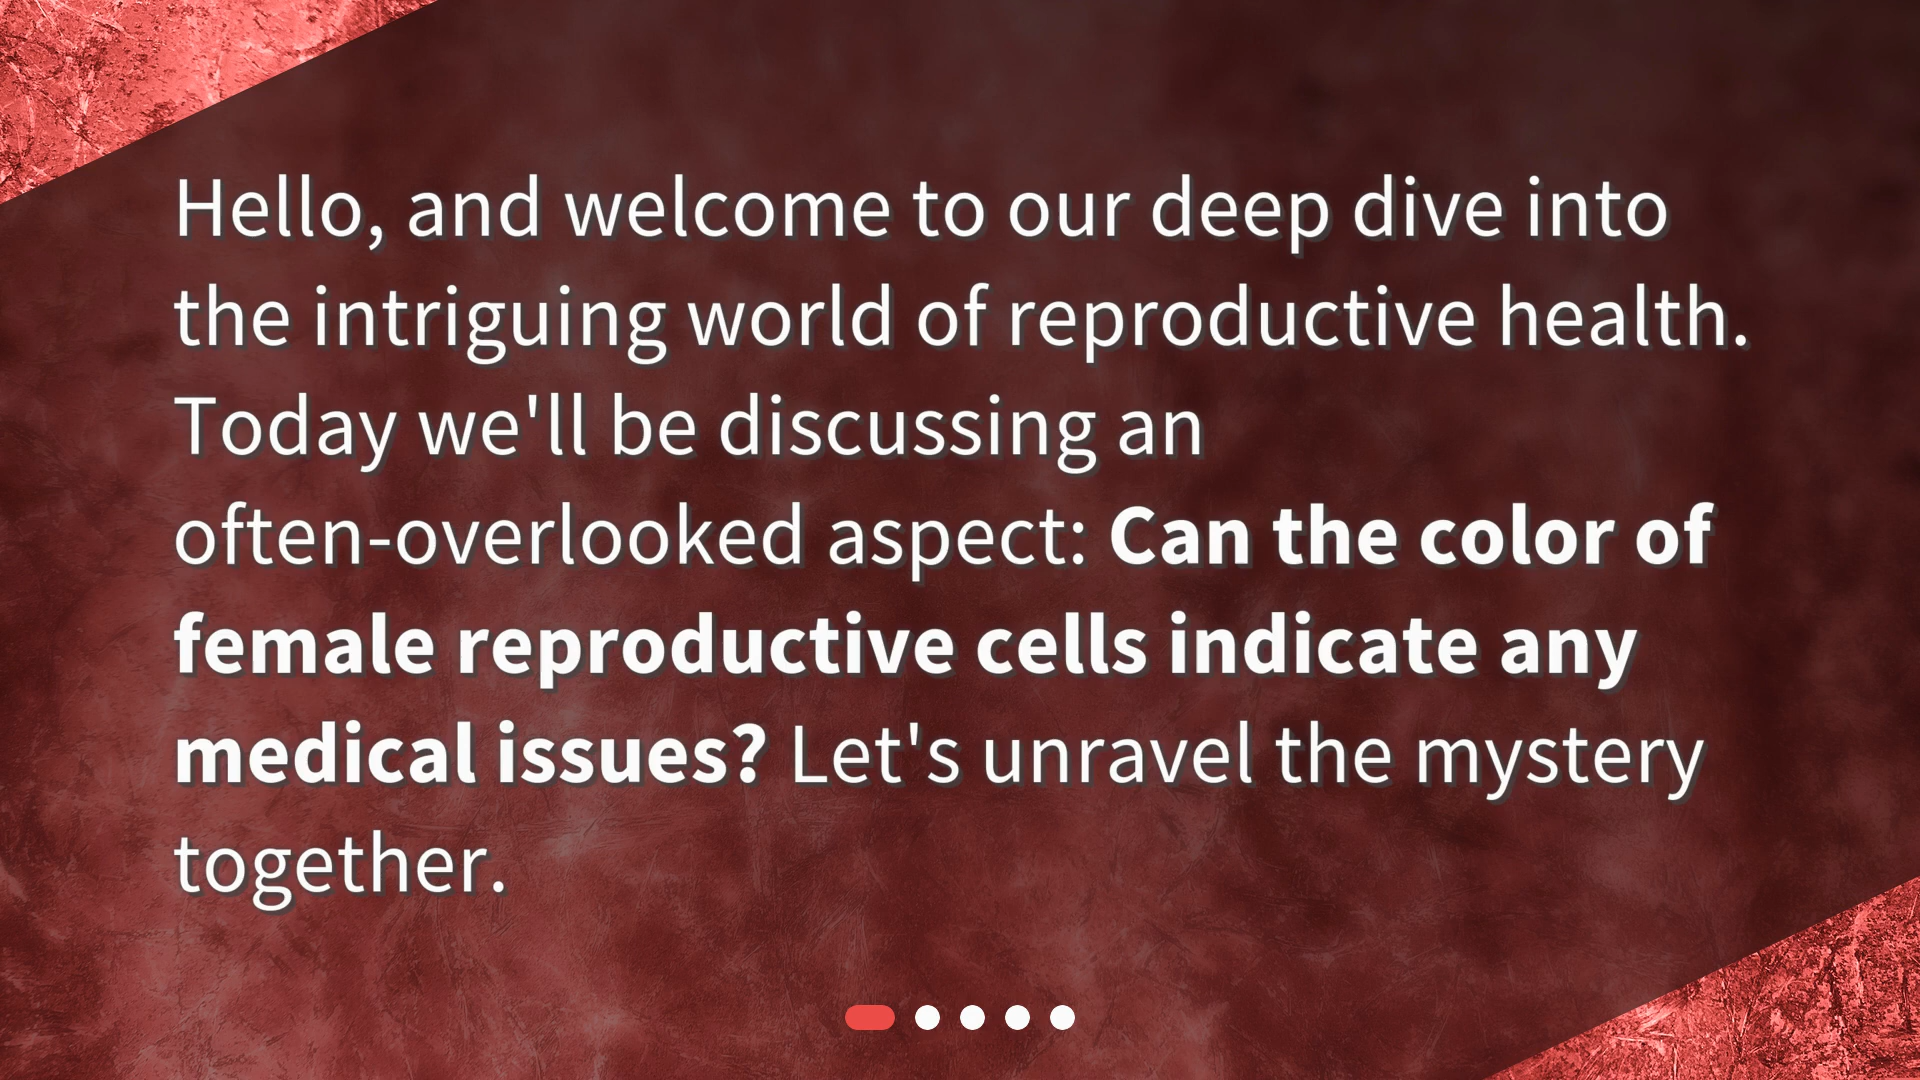 Hello, and welcome to our deep dive into
the intriguing world of reproductive health.
Today we'll be discussing an
often-overlooked aspect: Can the color of
female reproductive cells indicate any
medical issues? Let's unravel the mystery
together.